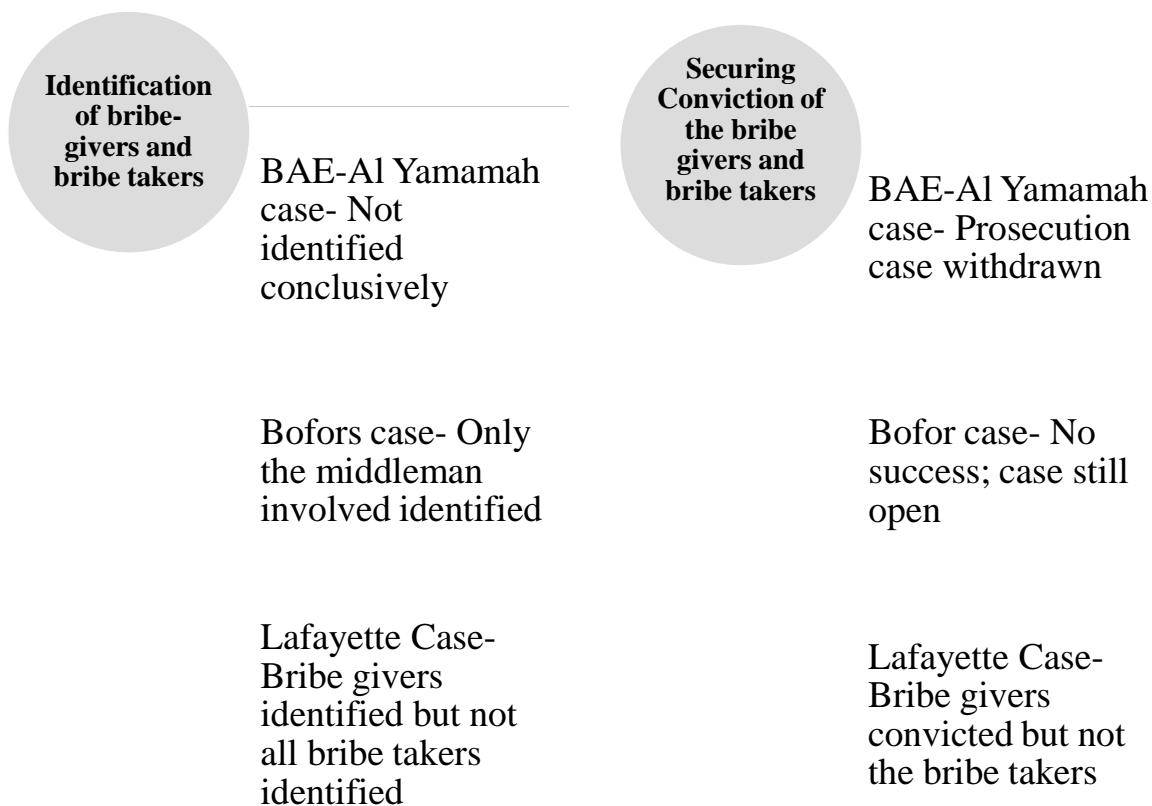 Identification
of bribe-
givers and
bribe takers
BAE-Al Yamamah
case- Not
identified
conclusively
Bofors case- Only
the middleman
involved identified
Lafayette Case-
Bribe givers
identified but not
all bribe takers
identified
Securing
Conviction of
the bribe
givers and
bribe takers
BAE-Al Yamamah
case- Prosecution
case withdrawn
Bofor case- No
success; case still
open
Lafayette Case-
Bribe givers
convicted but not
the bribe takers